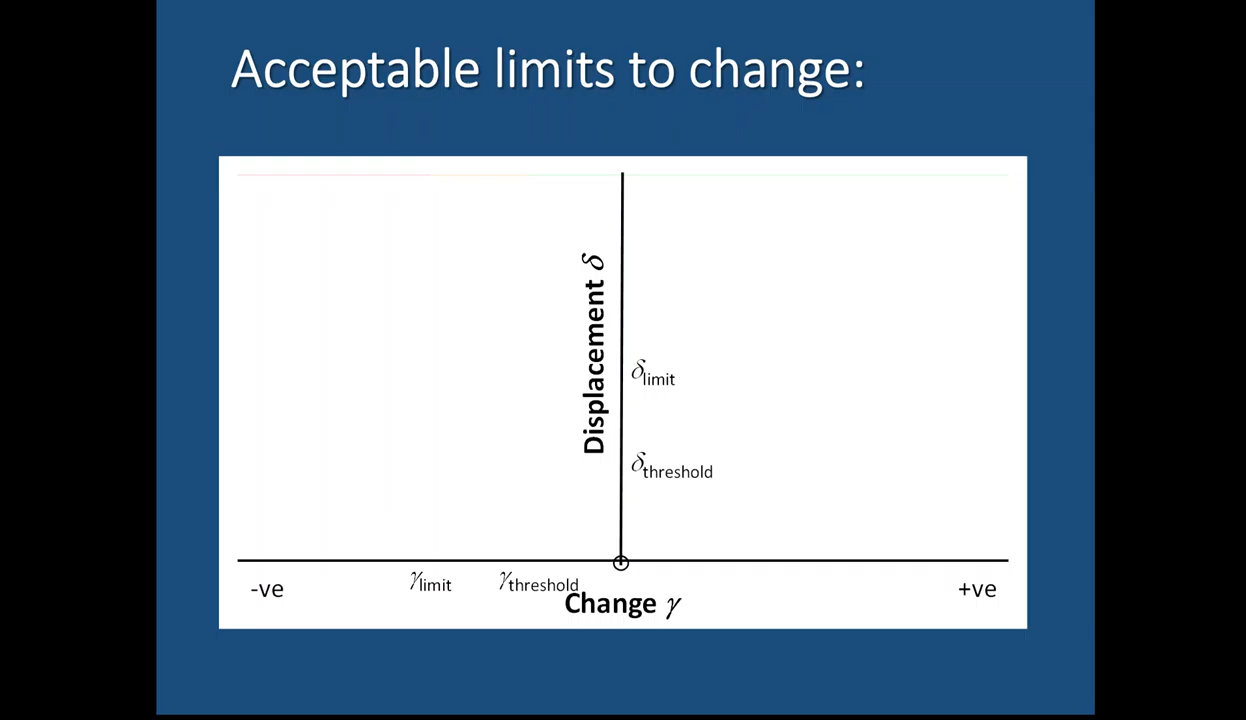 Acceptable limits to change:
Displacement δ
δlimit
δthreshold
-ve
γlimit
γthreshold
+ve
Change γ